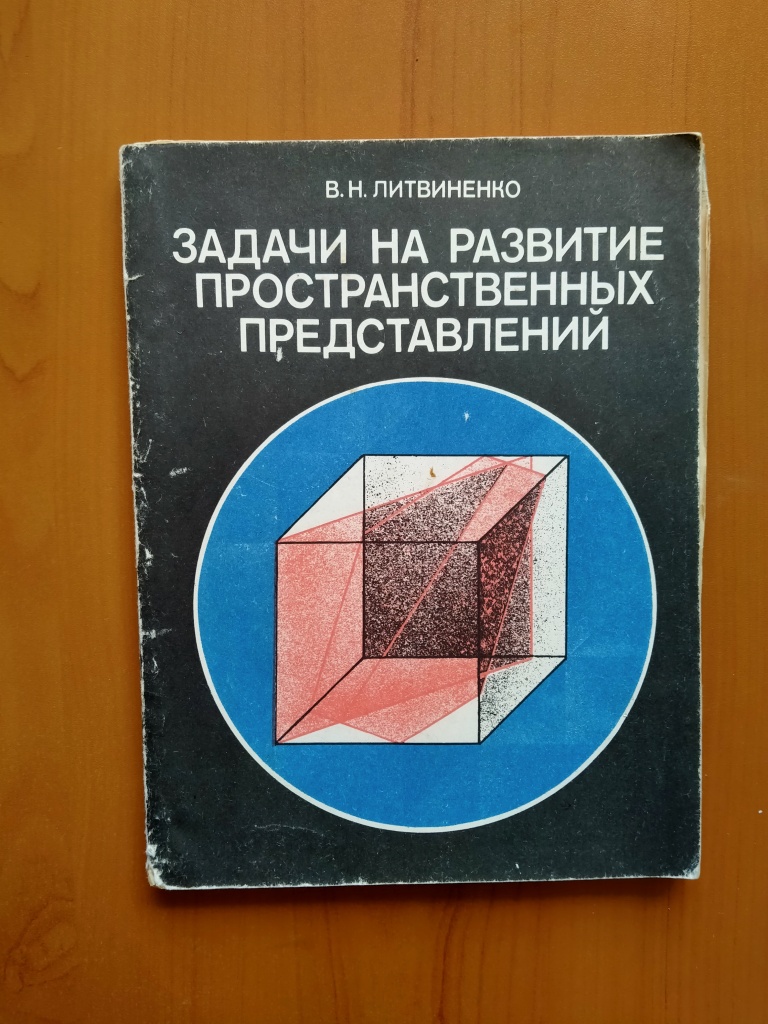 В. Н. ЛИТВИНЕНКО
ЗАДАЧИ НА РАЗВИТИЕ
ПРОСТРАНСТВЕННЫХ
ПРЕДСТАВЛЕНИЙ